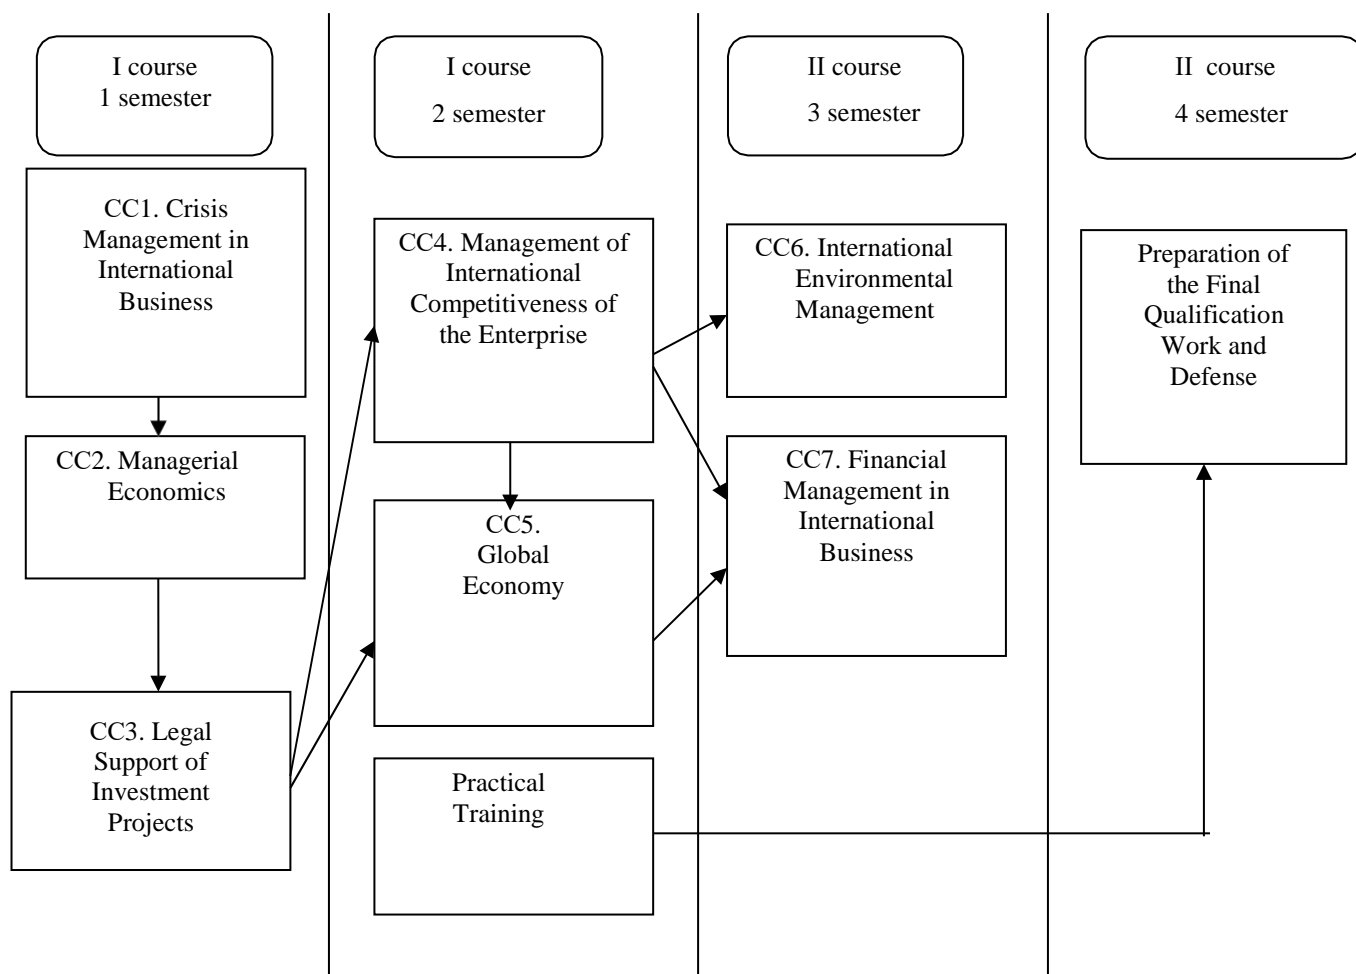 I course
1 semester
I course
2 semester
II course
3 semester
II course
4 semester
CC1. Crisis
Management in
International
Business
CC2. Managerial
Economics
CC3. Legal
Support of
Investment
Projects
CC4. Management of
International
Competitiveness of
the Enterprise
CC5.
Global
Economy
Practical
Training
CC6. International
Environmental
Management
CC7. Financial
Management in
International
Business
Preparation of
the Final
Qualification
Work and
Defense